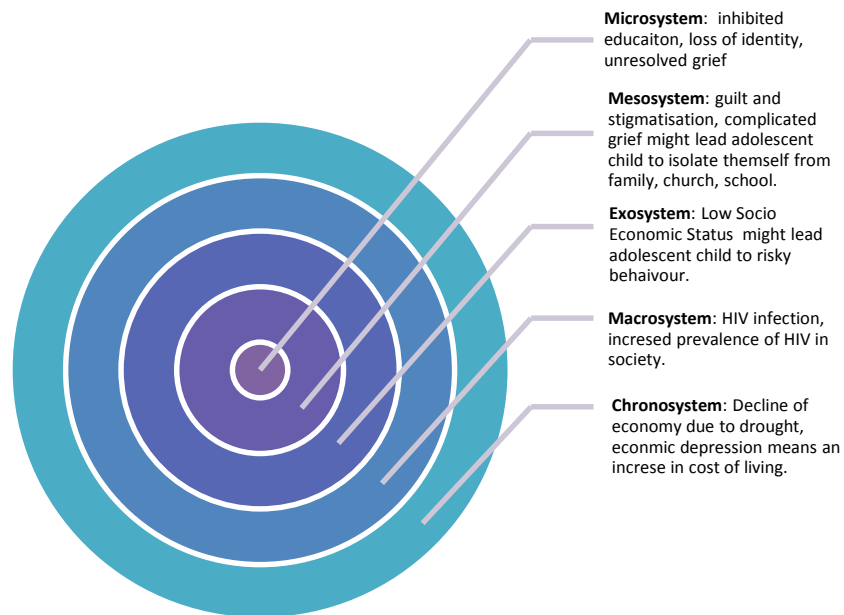 Microsystem:  inhibited
educaiton, loss of identity,
unresolved grief
Mesosystem: guilt and
stigmatisation, complicated
grief might lead adolescent
child to isolate themself from
family, church, school.
Exosystem: Low Socio
Economic Status  might lead
adolescent child to risky
behaivour.
Macrosystem: HIV infection,
incresed prevalence of HIV in
society.
Chronosystem: Decline of
economy due to drought,
econmic depression means an
increse in cost of living.